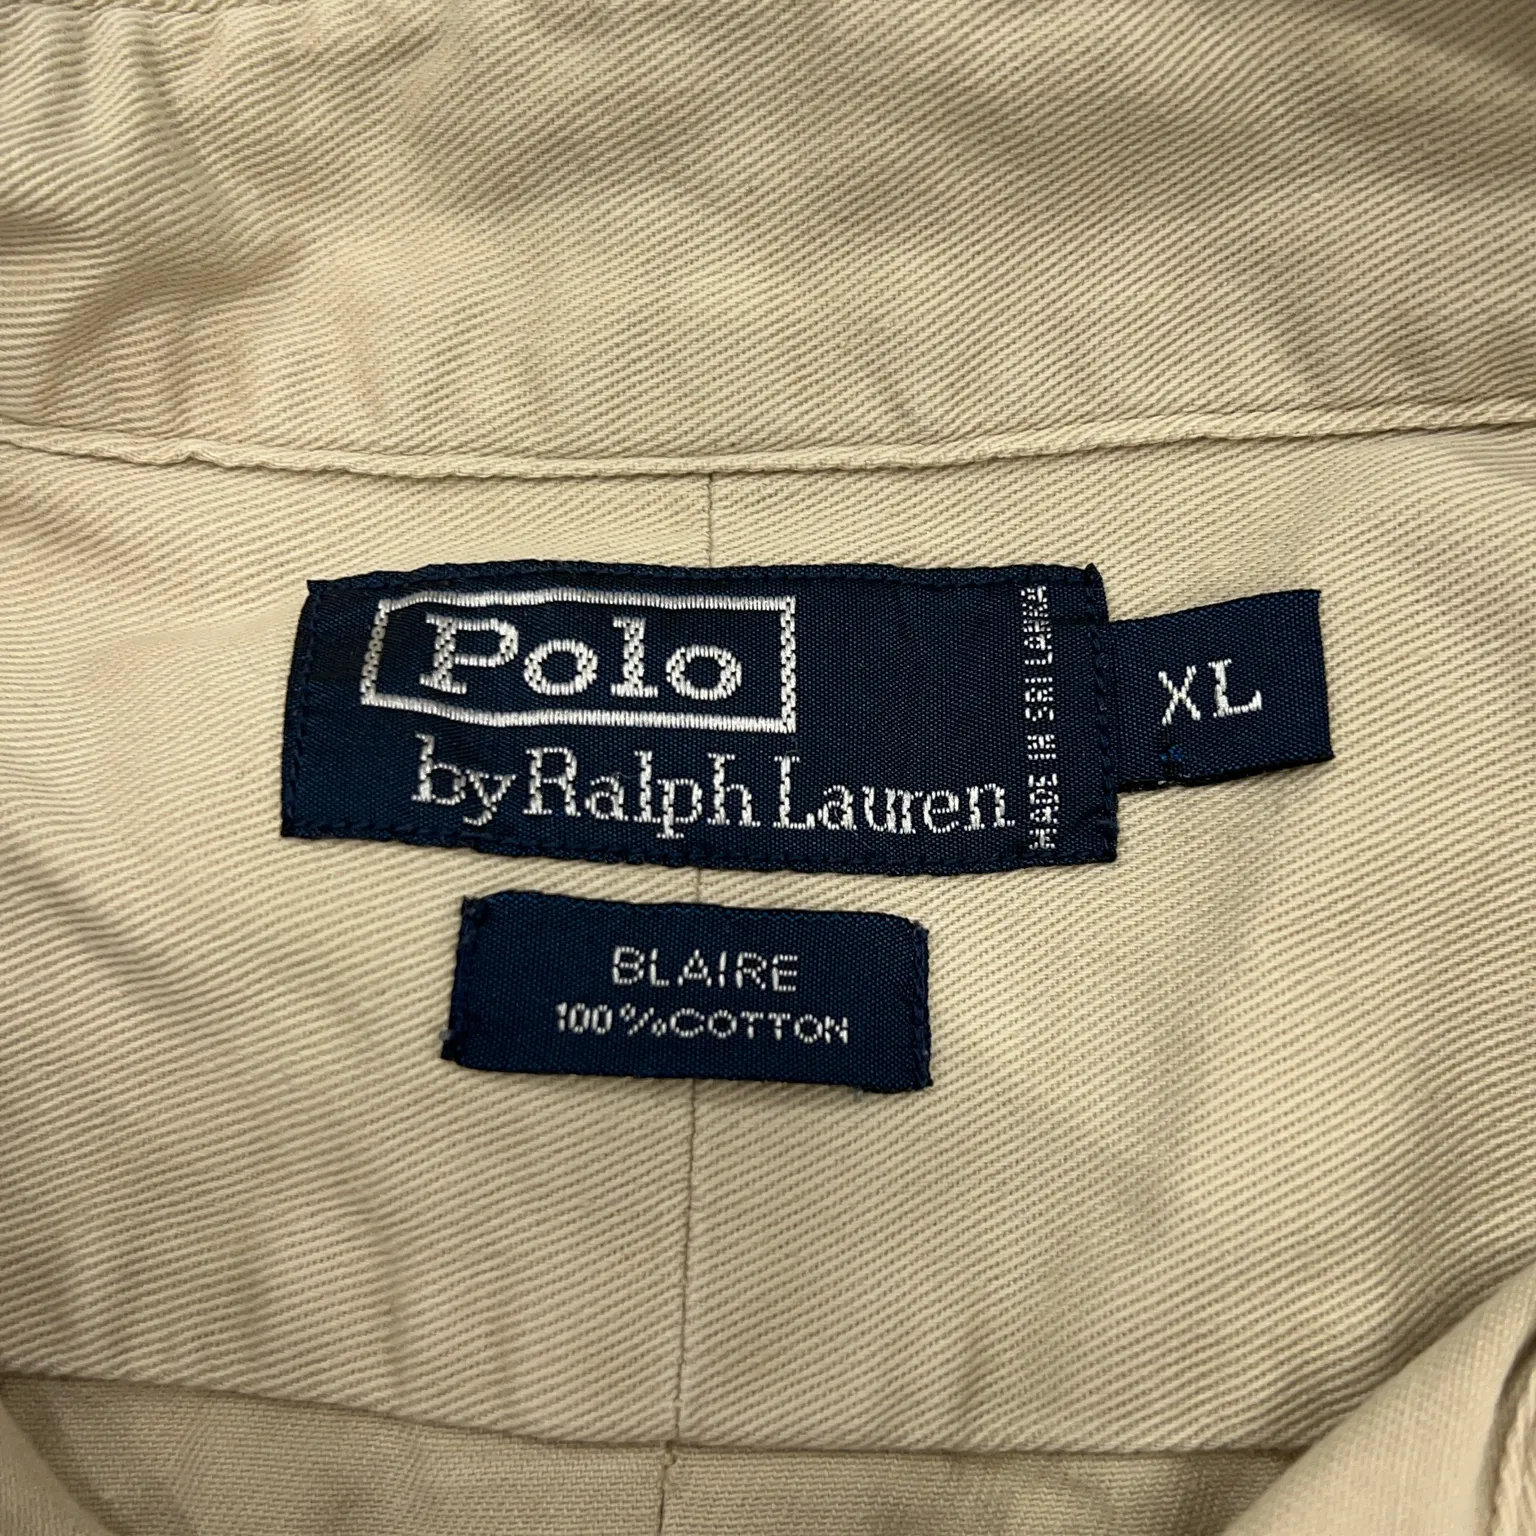 Polo
by Ralph Lauren
MADE IN SRI LANKA
XL
BLAIRE
100%COTTON